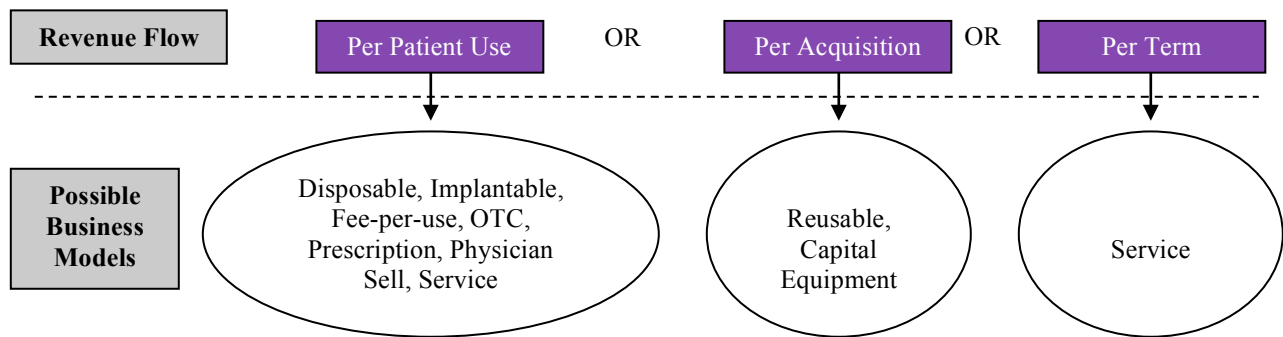 Revenue Flow
Per Patient Use
OR
Per Acquisition
OR
Per Term
Possible
Business
Models
Disposable, Implantable,
Fee-per-use, OTC,
Prescription, Physician
Sell, Service
Reusable,
Capital
Equipment
Service